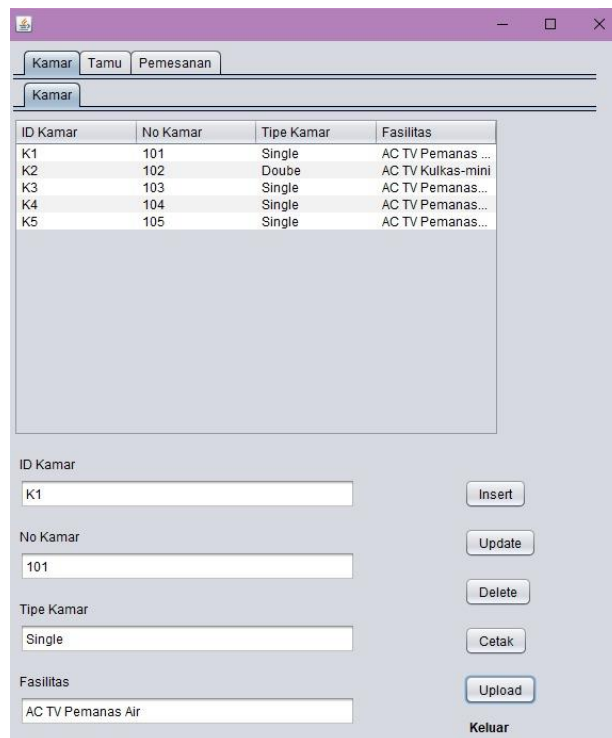 Kamar Tamu Pemesanan
Kamar
ID Kamar No Kamar Tipe Kamar Fasilitas
K1 101 Single AC TV Pemanas ...
K2 102 Doube AC TV Kulkas-mini
K3 103 Single AC TV Pemanas...
K4 104 Single AC TV Pemanas...
K5 105 Single AC TV Pemanas...
ID Kamar
K1
Insert
No Kamar
Update
101
Delete
Tipe Kamar
Single
Cetak
Fasilitas
Upload
AC TV Pemanas Air
Keluar